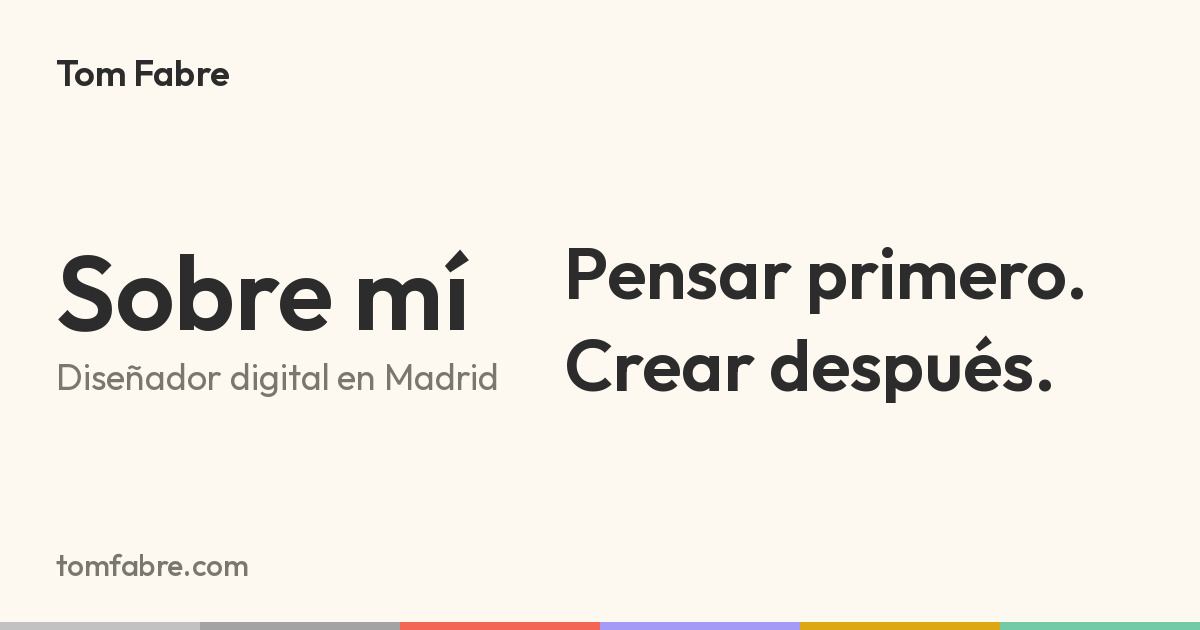 Tom Fabre
Sobre mí
Diseñador digital en Madrid
Pensar primero.
Crear después.
tomfabre.com